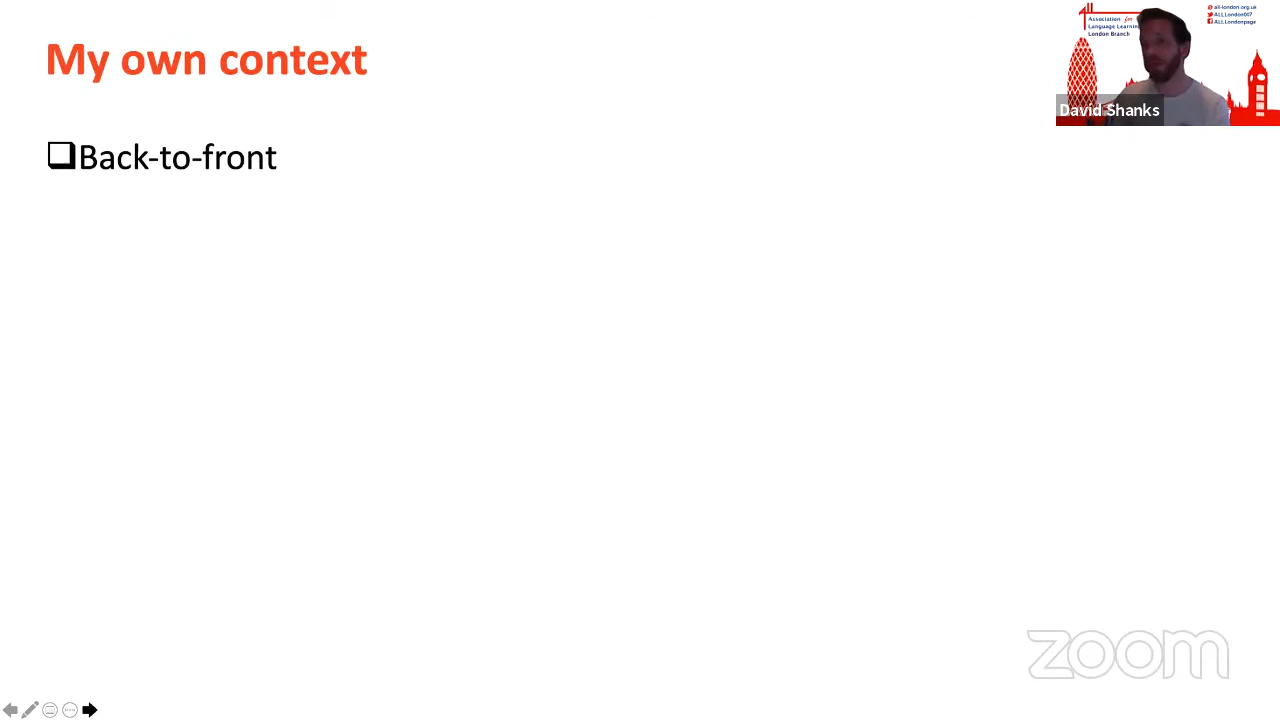 My own context
Back-to-front
Association for
Language Learning
London Branch
all-london.org.uk
ALLLondon007
ALLLondonpage
David Shanks
zoom